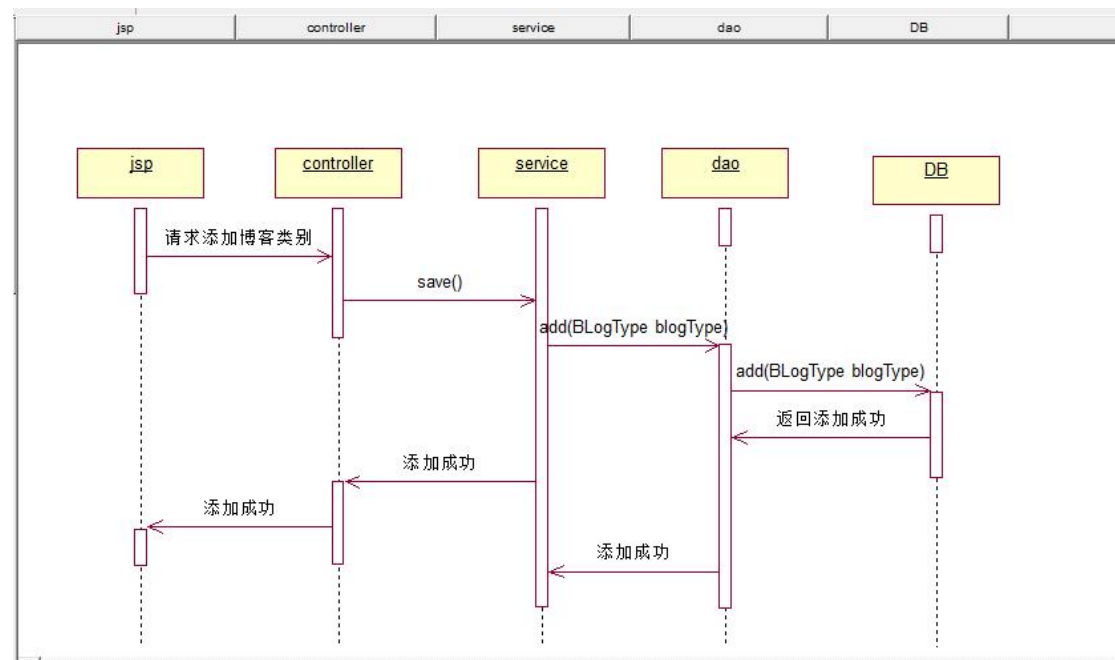 jsp controller service dao DB
jsp controller service dao DB
请求添加博客类别
save()
add(BLogType blogType)
add(BLogType blogType)
返回添加成功
添加成功
添加成功
添加成功